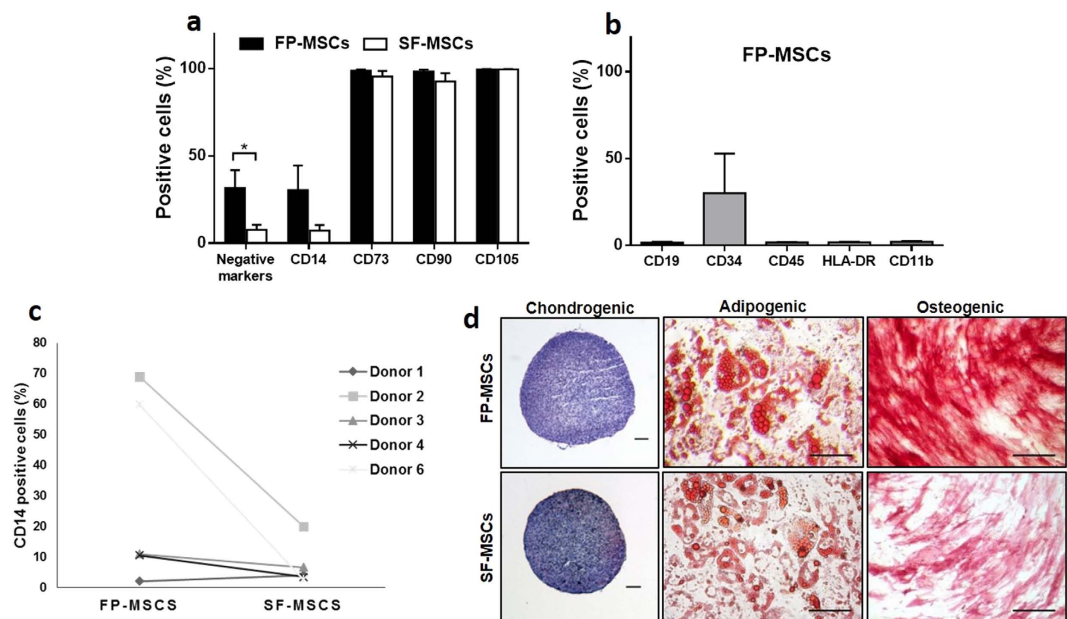 a
FP-MSCs SF-MSCs
Positive cells (%)
100
50
0
*
Negative
markers
CD14 CD73 CD90 CD105
b
FP-MSCs
Positive cells (%)
100
50
0
CD19 CD34 CD45 HLA-DR CD11b
c
CD14 positive cells (%)
80
70
60
50
40
30
20
10
0
FP-MSCS SF-MSCS
Donor 1
Donor 2
Donor 3
Donor 4
Donor 6
d
Chondrogenic Adipogenic Osteogenic
FP-MSCs
SF-MSCs